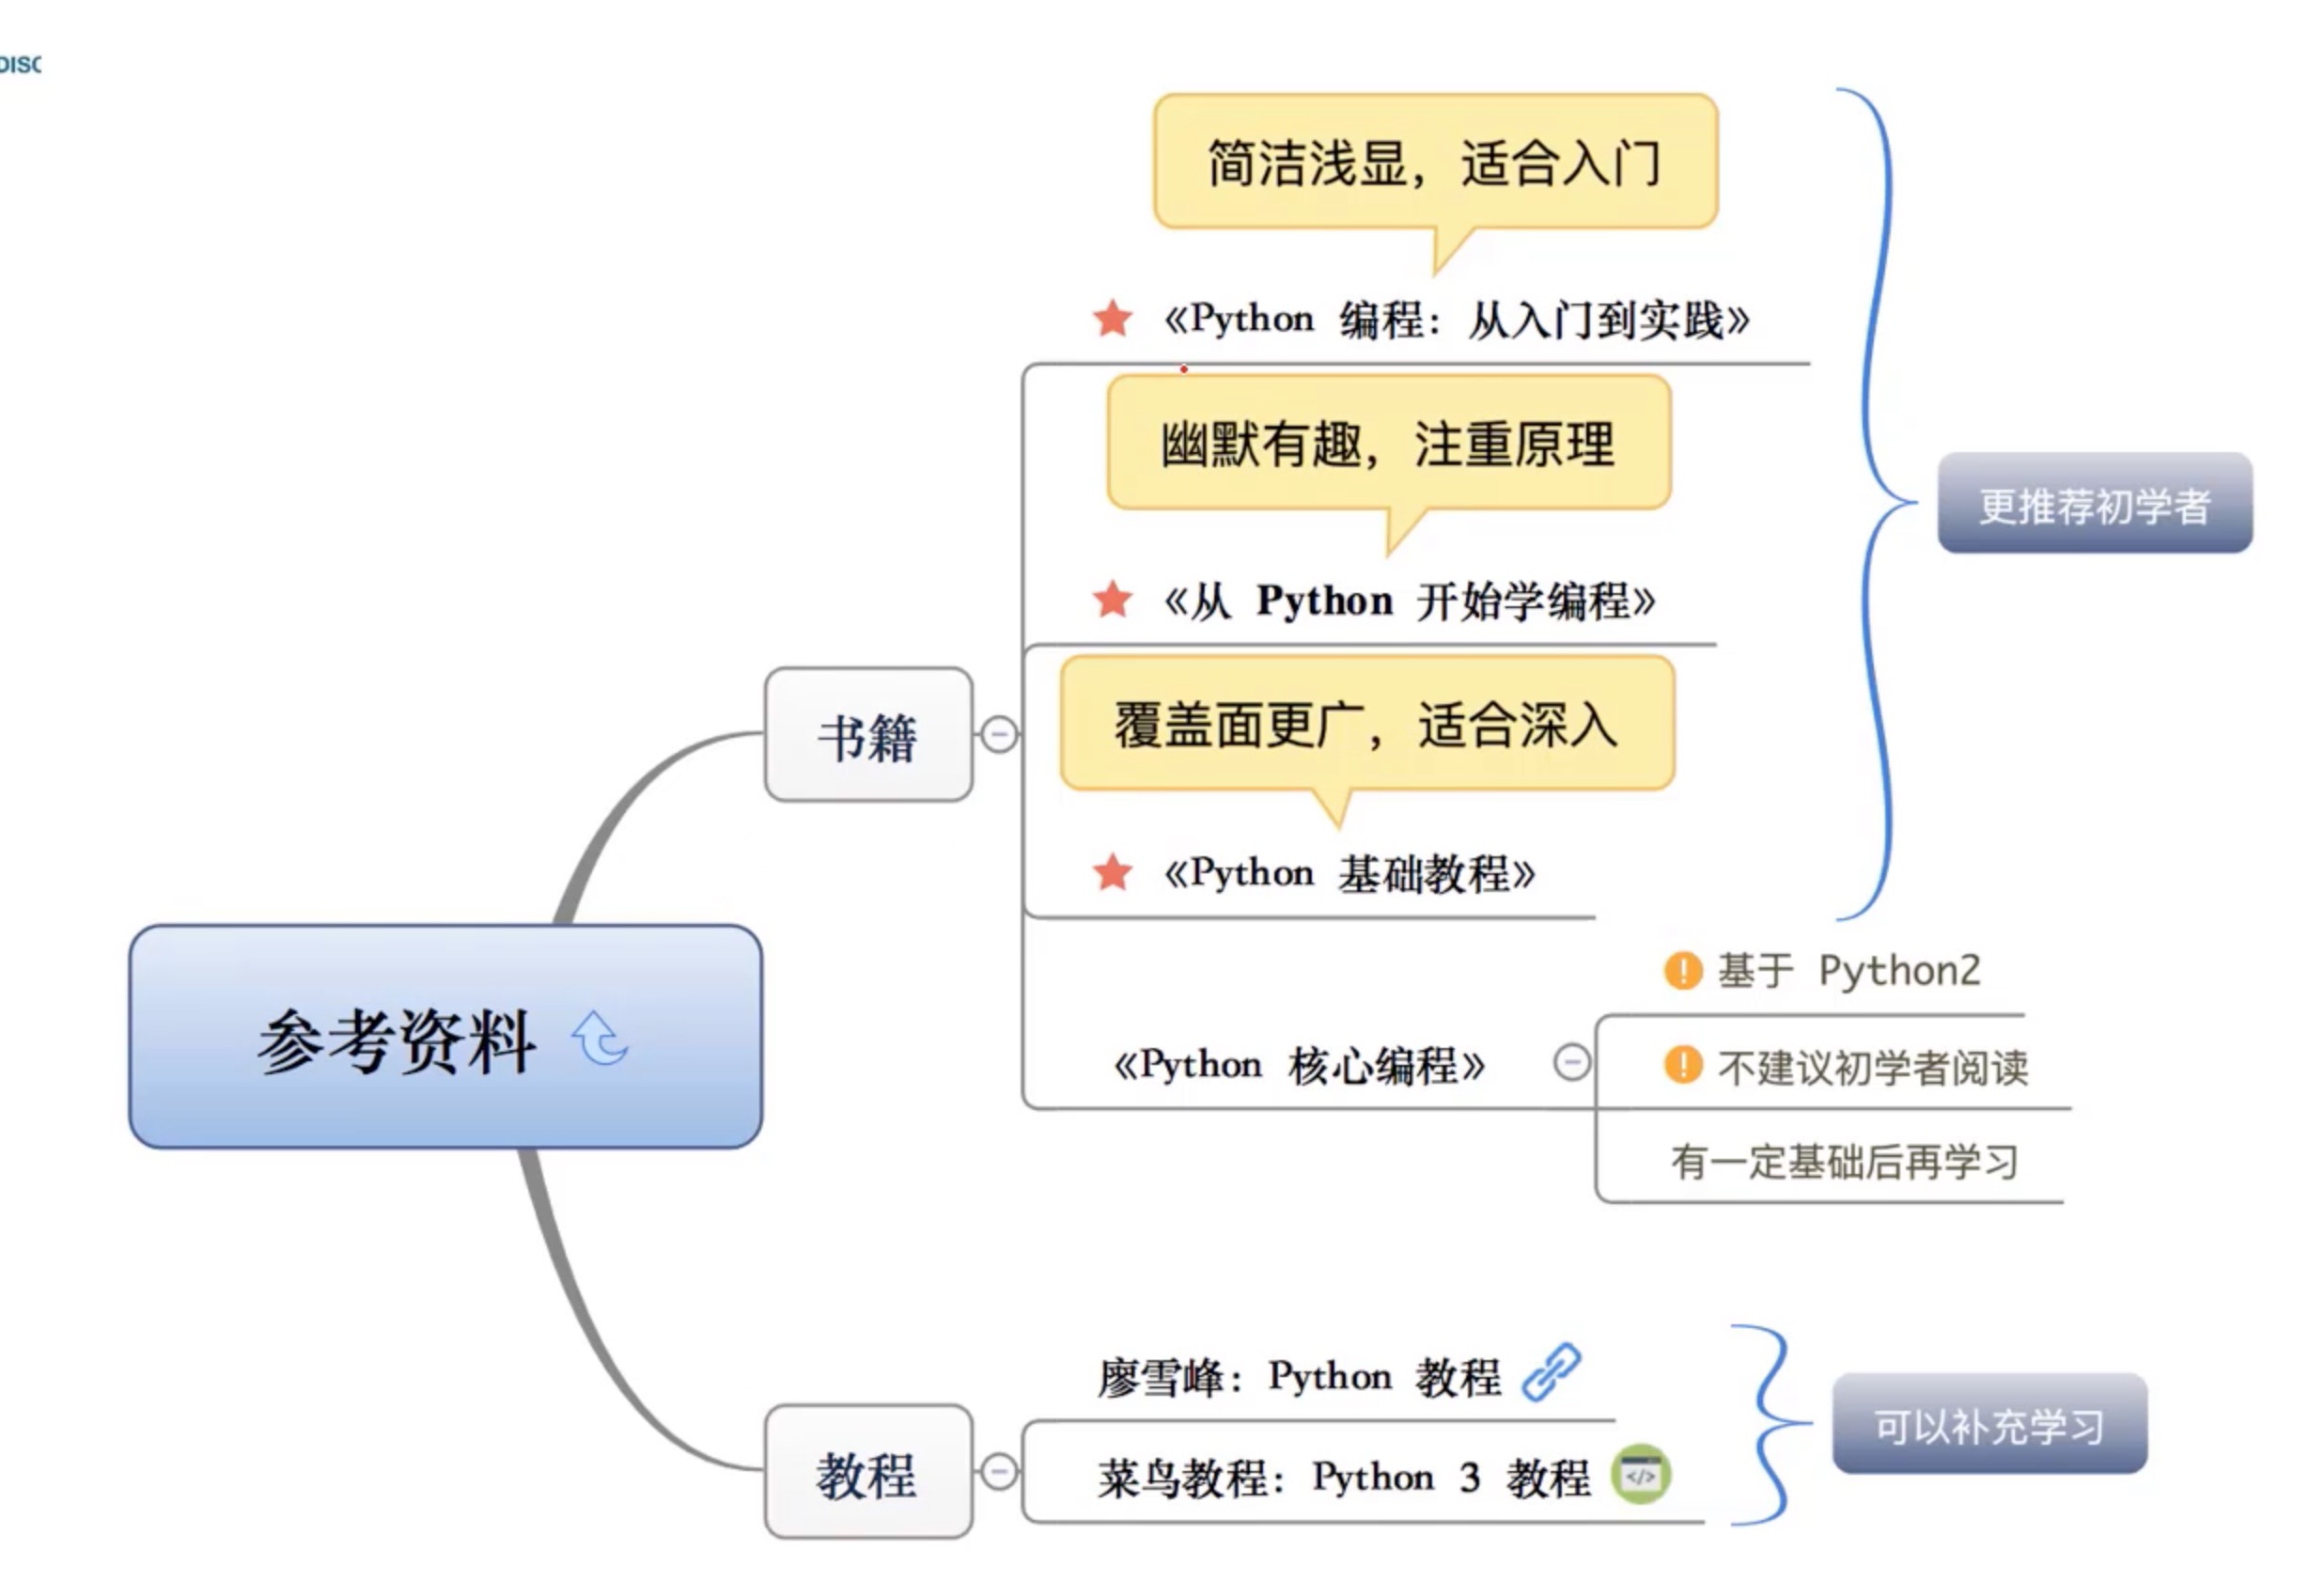 简洁浅显，适合入门
《Python 编程：从入门到实践》
幽默有趣，注重原理
《从 Python 开始学编程》
覆盖面更广，适合深入
《Python 基础教程》
更推荐初学者
书籍
基于 Python2
《Python 核心编程》
不建议初学者阅读
有一定基础后再学习
参考资料
廖雪峰：Python 教程
菜鸟教程：Python 3 教程
可以补充学习
教程